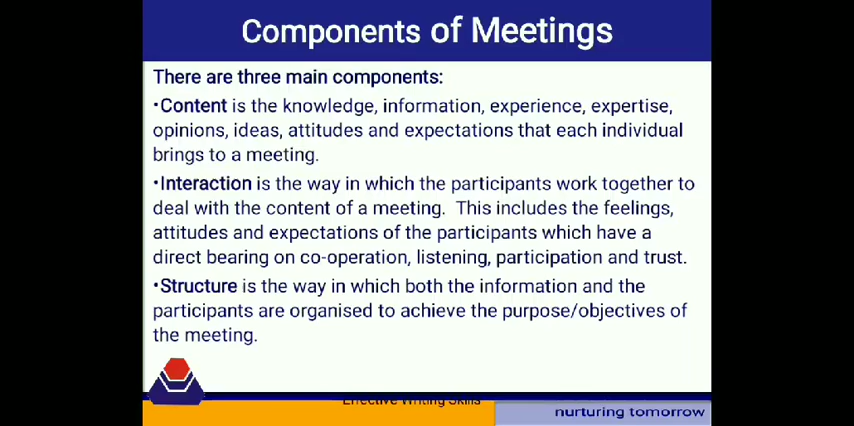 Components of Meetings
There are three main components:
•Content is the knowledge, information, experience, expertise,
opinions, ideas, attitudes and expectations that each individual
brings to a meeting.
•Interaction is the way in which the participants work together to
deal with the content of a meeting.  This includes the feelings,
attitudes and expectations of the participants which have a
direct bearing on co-operation, listening, participation and trust.
•Structure is the way in which both the information and the
participants are organised to achieve the purpose/objectives of
the meeting.
Effective Writing Skills
nurturing tomorrow